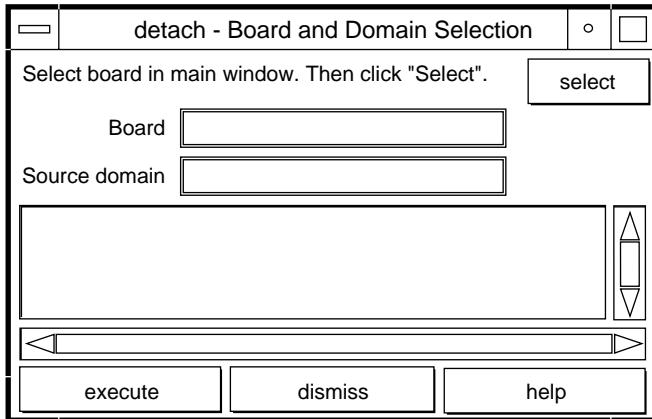 detach - Board and Domain Selection
Select board in main window. Then click "Select".
select
Board
Source domain
execute
dismiss
help